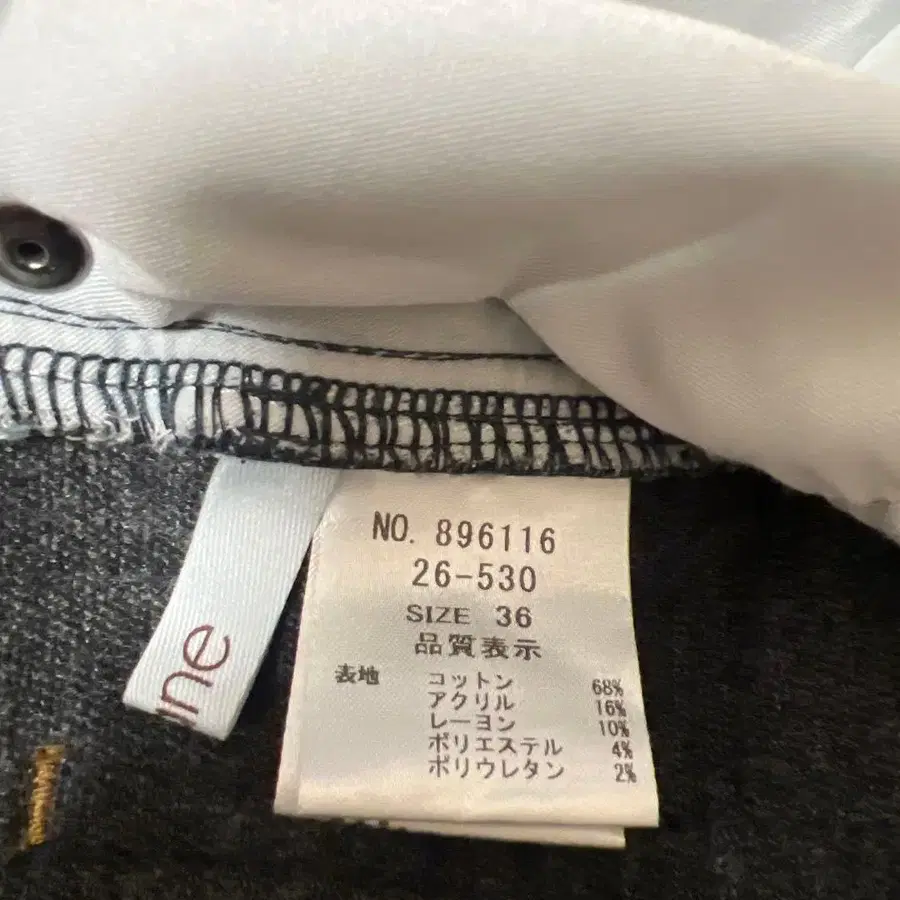 NO. 896116
26-530
SIZE 36
品質表示
表地 コットン 68%
アクリル 16%
レーヨン 10%
ポリエステル 4%
ポリウレタン 2%